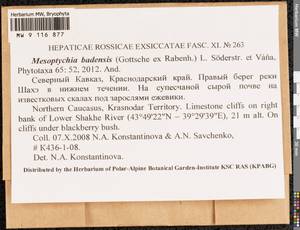 Herbarium MW, Bryophyta
MW 9 116 877
HEPATICAE ROSSICAE EXSICCATAE FASC. XI. № 263
Mesoptychia badensis (Gottsche ex Rabenh.) L. Söderstr. et Váňa,
Phytotaxa 65: 52, 2012. And.
Северный Кавказ, Краснодарский край. Правый берег реки
Шахэ в нижнем течении. На супесчаной сырой почве на
известковых скалах под зарослями ежевики.
Northern Caucasus, Krasnodar Territory. Limestone cliffs on right
bank of Lower Shakhe River (43°49'22"N – 39°29'39"E), 21 m alt. On
cliffs under blackberry bush.
Coll. 07.X.2008 N.A. Konstantinova & A.N. Savchenko,
# K436-1-08.
Det. N.A. Konstantinova.
Distributed by the Herbarium of Polar-Alpine Botanical Garden-Institute KSC RAS (KPABG)